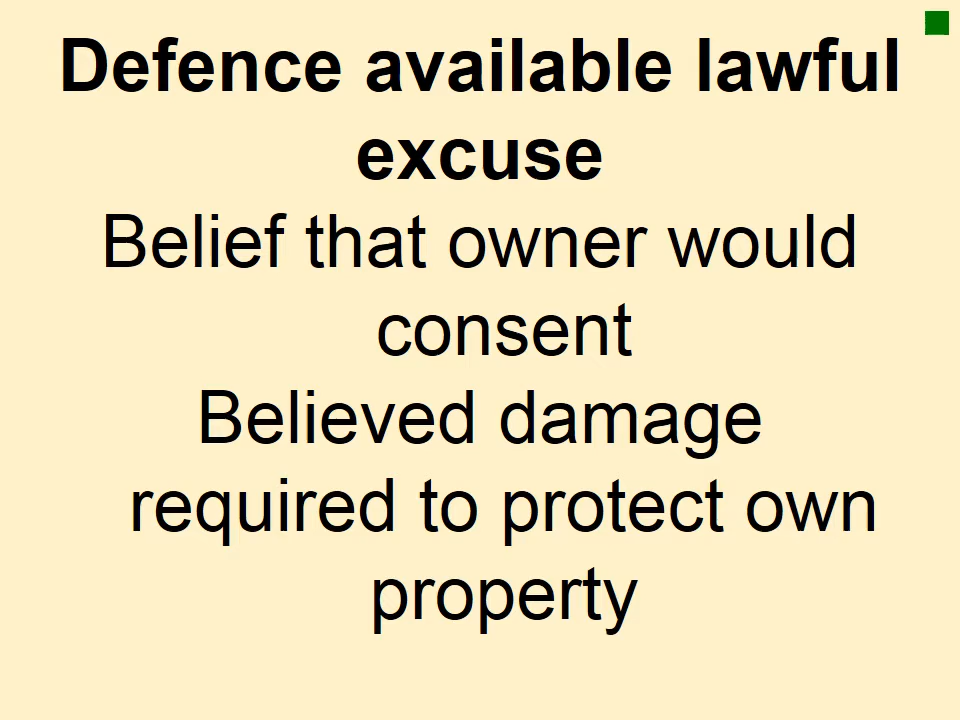 Defence available lawful
excuse
Belief that owner would
consent
Believed damage
required to protect own
property